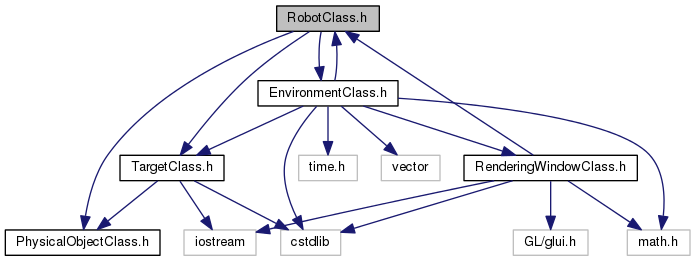 RobotClass.h
EnvironmentClass.h
TargetClass.h
time.h
vector
RenderingWindowClass.h
PhysicalObjectClass.h
iostream
cstdlib
GL/glui.h
math.h